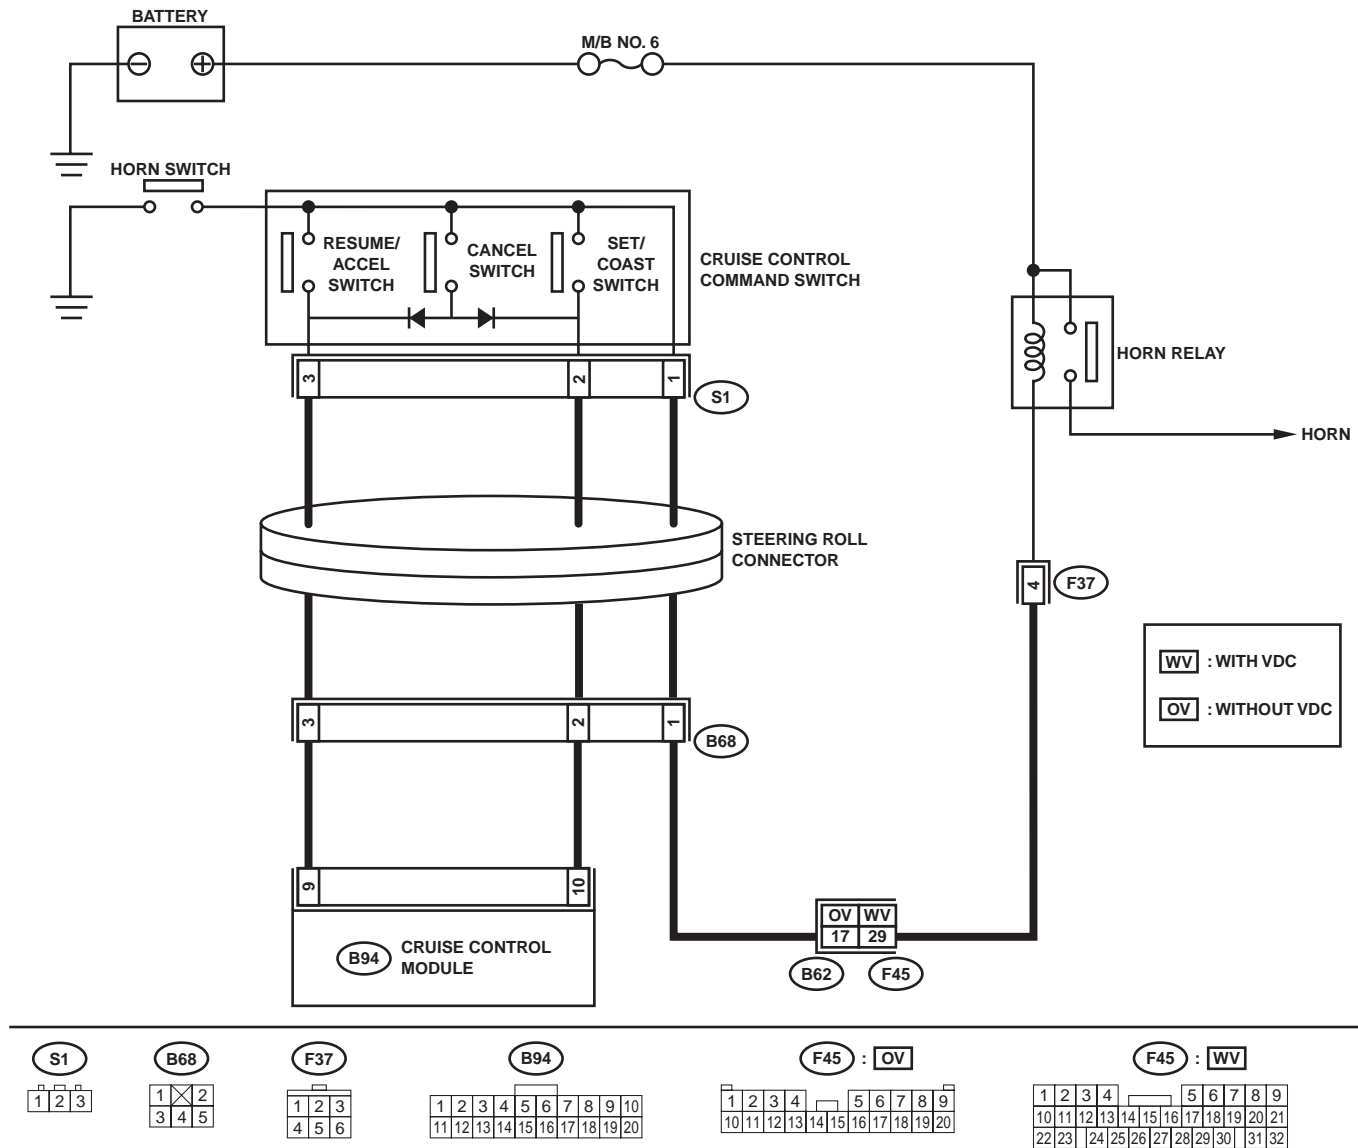 BATTERY
M/B NO. 6
HORN SWITCH
RESUME/
ACCEL
SWITCH
CANCEL
SWITCH
SET/
COAST
SWITCH
CRUISE CONTROL
COMMAND SWITCH
HORN RELAY
HORN
3 2 1
S1
STEERING ROLL
CONNECTOR
4
F37
WV : WITH VDC
OV : WITHOUT VDC
3 2 1
B68
9 10
B94
CRUISE CONTROL
MODULE
OV WV
17 29
B62 F45
S1
1 2 3
B68
1 2
3 4 5
F37
1 2 3
4 5 6
B94
1 2 3 4 5 6 7 8 9 10
11 12 13 14 15 16 17 18 19 20
F45 : OV
1 2 3 4 5 6 7 8 9
10 11 12 13 14 15 16 17 18 19 20
F45 : WV
1 2 3 4 5 6 7 8 9
10 11 12 13 14 15 16 17 18 19 20 21
22 23 24 25 26 27 28 29 30 31 32